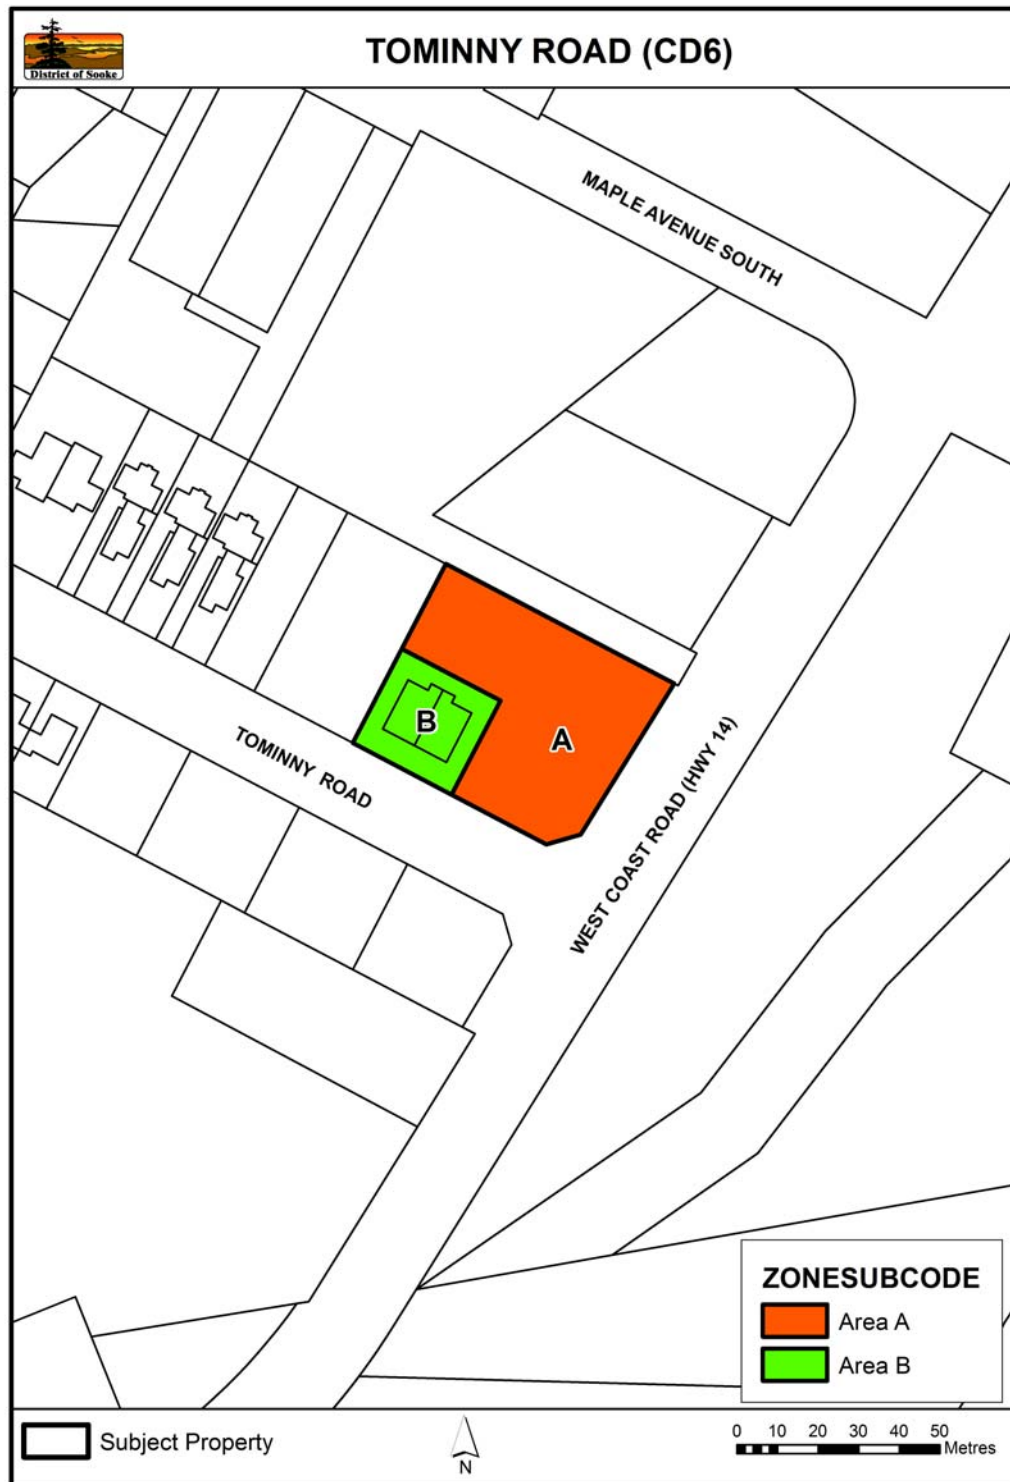 District of Sooke
TOMINNY ROAD (CD6)
MAPLE AVENUE SOUTH
B
A
TOMINNY ROAD
WEST COAST ROAD (HWY 14)
ZONESUBCODE
Area A
Area B
Subject Property
N
0 10 20 30 40 50
Metres